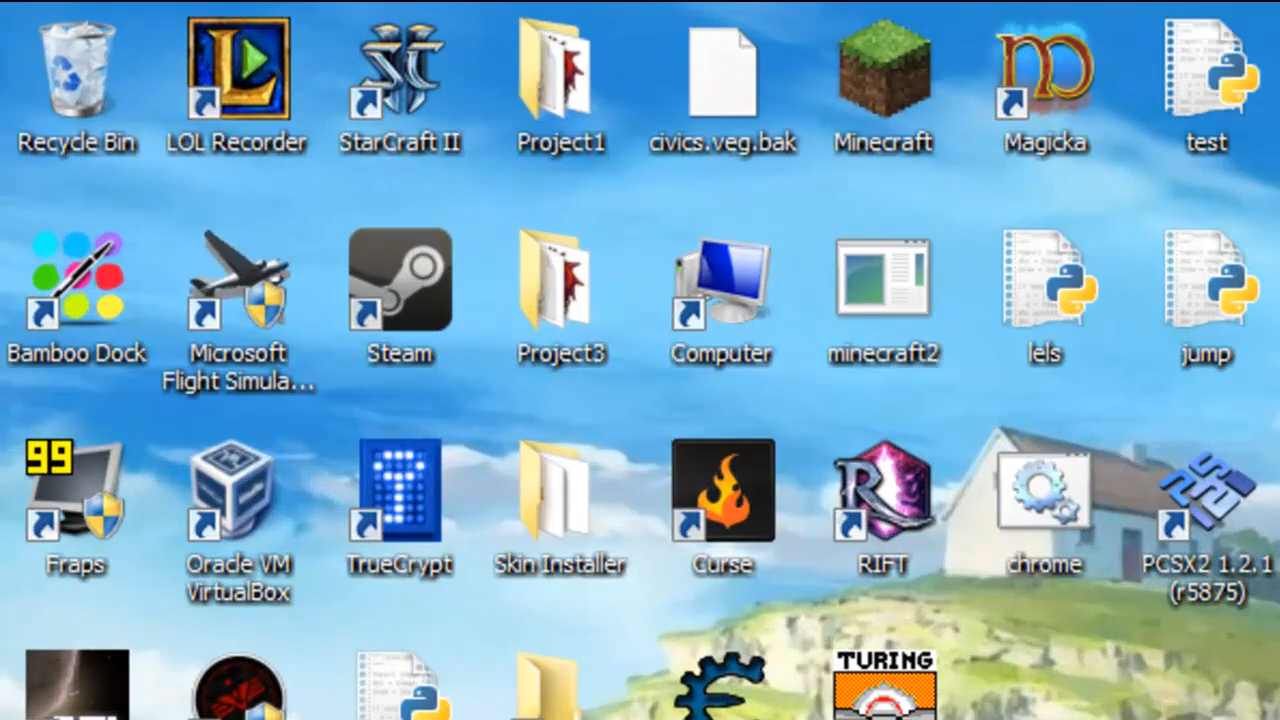 Recycle Bin
LOL Recorder
StarCraft II
Project1
civics.veg.bak
Minecraft
Magicka
test
Bamboo Dock
Microsoft
Flight Simula...
Steam
Project3
Computer
minecraft2
lels
jump
99
Fraps
Oracle VM
VirtualBox
TrueCrypt
Skin Installer
Curse
RIFT
chrome
PCSX2 1.2.1
(r5875)
TURING